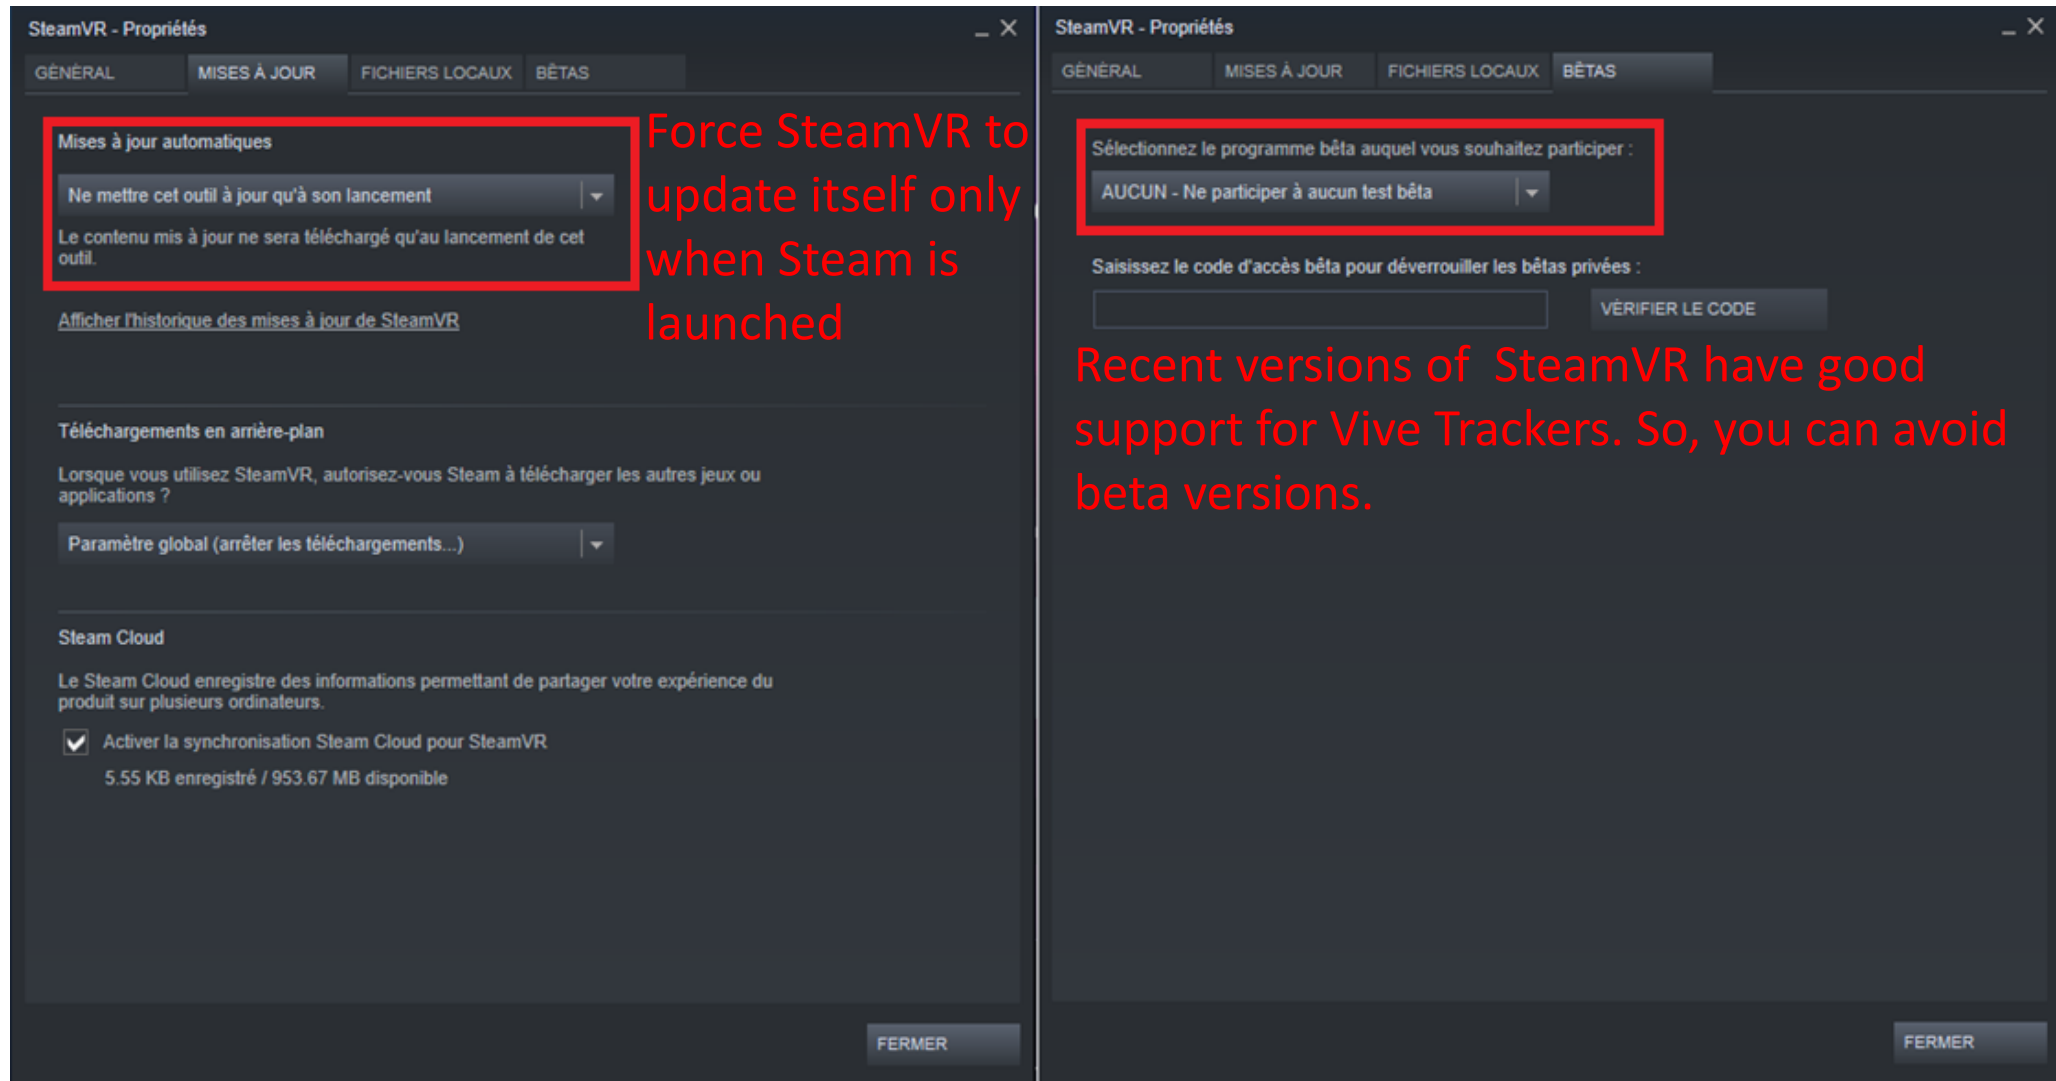 SteamVR - Propriétés
GÉNÉRAL MISES À JOUR FICHIERS LOCAUX BÊTAS
Mises à jour automatiques
Ne mettre cet outil à jour qu'à son lancement
Le contenu mis à jour ne sera téléchargé qu'au lancement de cet
outil.
Afficher l'historique des mises à jour de SteamVR
Force SteamVR to
update itself only
when Steam is
launched
Téléchargements en arrière-plan
Lorsque vous utilisez SteamVR, autorisez-vous Steam à télécharger les autres jeux ou
applications ?
Paramètre global (arrêter les téléchargements...)
Steam Cloud
Le Steam Cloud enregistre des informations permettant de partager votre expérience du
produit sur plusieurs ordinateurs.
Activer la synchronisation Steam Cloud pour SteamVR
5.55 KB enregistré / 953.67 MB disponible
FERMER
SteamVR - Propriétés
GÉNÉRAL MISES À JOUR FICHIERS LOCAUX BÊTAS
Sélectionnez le programme bêta auquel vous souhaitez participer :
AUCUN - Ne participer à aucun test bêta
Saisissez le code d'accès bêta pour déverrouiller les bêtas privées :
VÉRIFIER LE CODE
Recent versions of SteamVR have good
support for Vive Trackers. So, you can avoid
beta versions.
FERMER